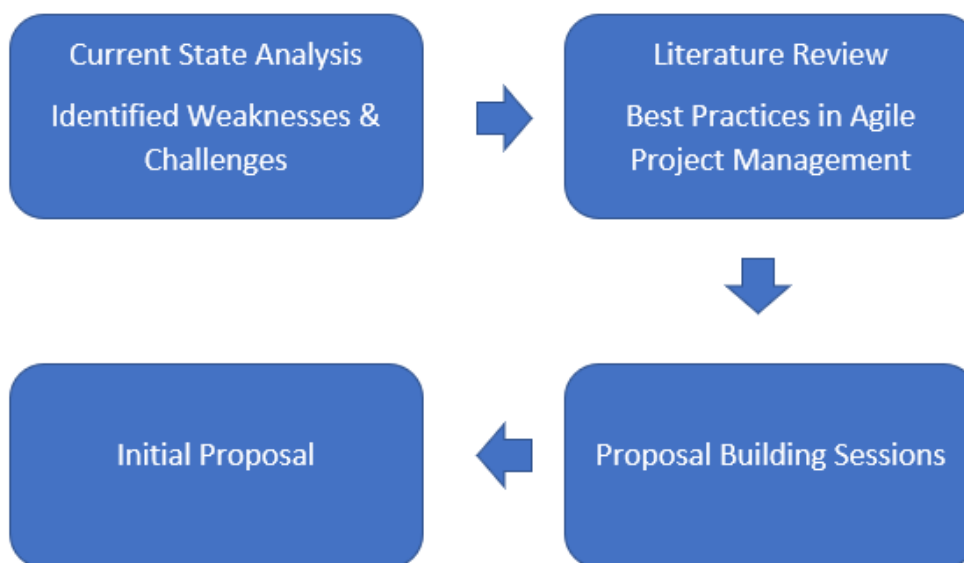 Current State Analysis
Identified Weaknesses &
Challenges
Literature Review
Best Practices in Agile
Project Management
Proposal Building Sessions
Initial Proposal